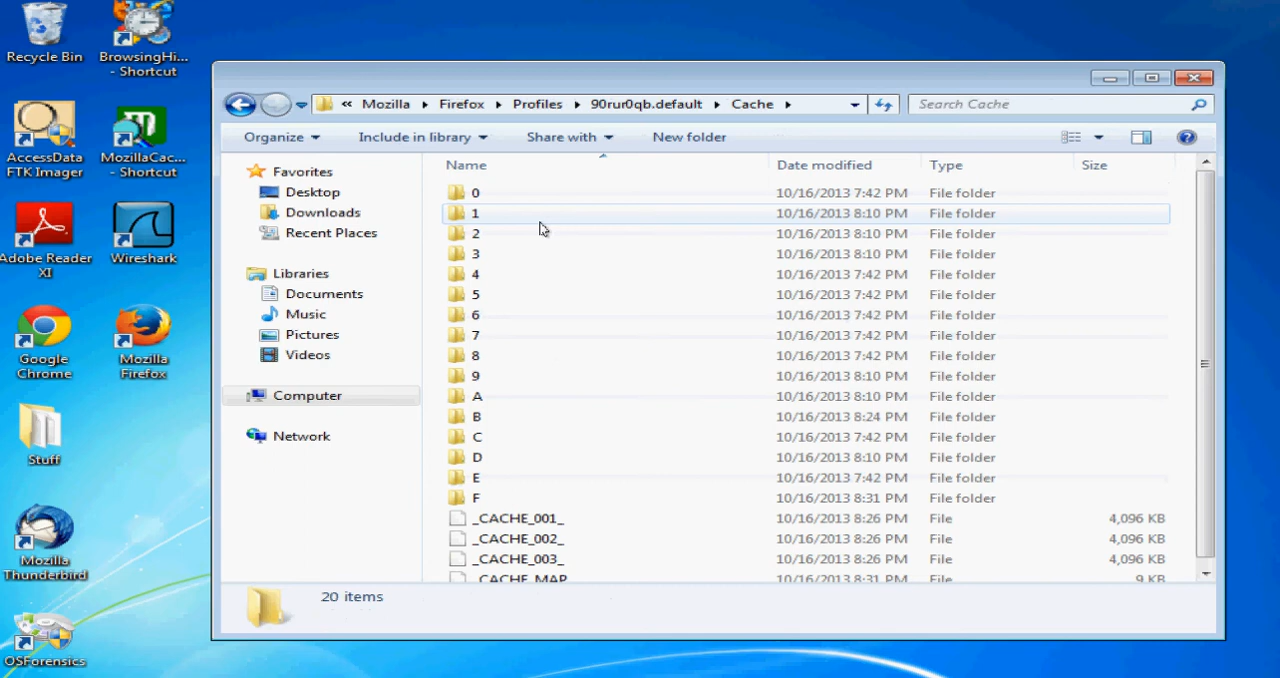 Recycle Bin
BrowsingHi...
- Shortcut
AccessData
FTK Imager
MozillaCac...
- Shortcut
Adobe Reader
XI
Wireshark
Google
Chrome
Mozilla
Firefox
Stuff
Mozilla
Thunderbird
OSForensics
« Mozilla Firefox Profiles 90rur0qb.default Cache
Search Cache
Organize Include in library Share with New folder
Favorites
Desktop
Downloads
Recent Places
Libraries
Documents
Music
Pictures
Videos
Computer
Network
Name Date modified Type Size
0 10/16/2013 7:42 PM File folder
1 10/16/2013 8:10 PM File folder
2 10/16/2013 8:10 PM File folder
3 10/16/2013 8:10 PM File folder
4 10/16/2013 7:42 PM File folder
5 10/16/2013 7:42 PM File folder
6 10/16/2013 7:42 PM File folder
7 10/16/2013 7:42 PM File folder
8 10/16/2013 7:42 PM File folder
9 10/16/2013 8:10 PM File folder
A 10/16/2013 8:10 PM File folder
B 10/16/2013 8:24 PM File folder
C 10/16/2013 7:42 PM File folder
D 10/16/2013 8:10 PM File folder
E 10/16/2013 7:42 PM File folder
F 10/16/2013 8:31 PM File folder
_CACHE_001_ 10/16/2013 8:26 PM File 4,096 KB
_CACHE_002_ 10/16/2013 8:26 PM File 4,096 KB
_CACHE_003_ 10/16/2013 8:26 PM File 4,096 KB
_CACHE_MAP_ 10/16/2013 8:31 PM File 9 KB
20 items